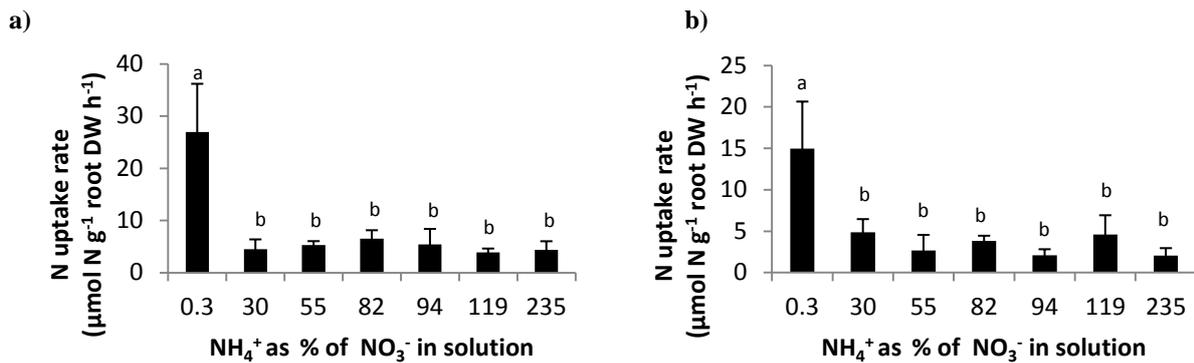 a)
N uptake rate
(μmol N g⁻¹ root DW h⁻¹)
40
30
20
10
0
a
b
b
b
b
b
b
0.3 30 55 82 94 119 235
NH₄⁺ as % of NO₃⁻ in solution
b)
N uptake rate
(μmol N g⁻¹ root DW h⁻¹)
25
20
15
10
5
0
a
b
b
b
b
b
b
0.3 30 55 82 94 119 235
NH₄⁺ as % of NO₃⁻ in solution